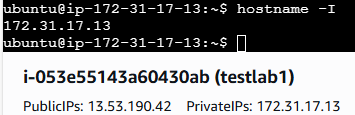 ubuntu@ip-172-31-17-13:~$ hostname -I
172.31.17.13
ubuntu@ip-172-31-17-13:~$
i-053e55143a60430ab (testlab1)
PublicIPs: 13.53.190.42 PrivateIPs: 172.31.17.13